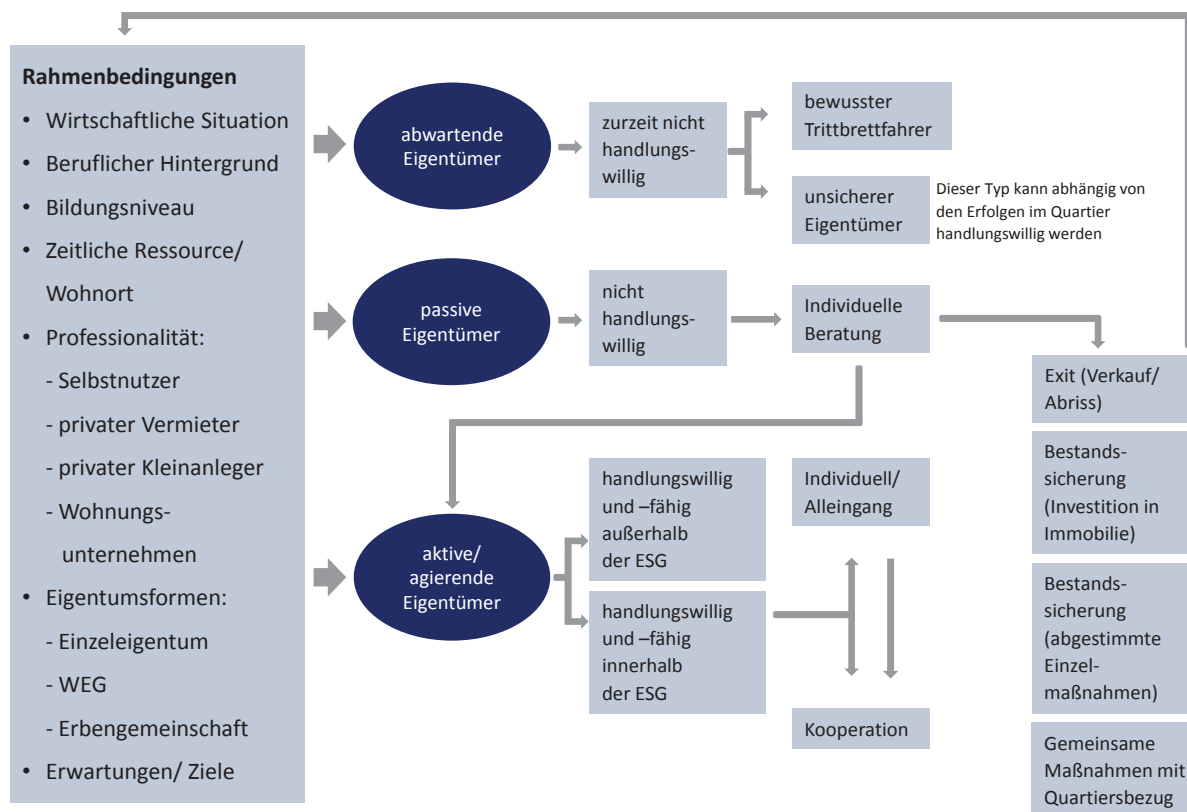 Rahmenbedingungen
• Wirtschaftliche Situation
• Beruflicher Hintergrund
• Bildungsniveau
• Zeitliche Ressource/
Wohnort
• Professionalität:
- Selbstnutzer
- privater Vermieter
- privater Kleinanleger
- Wohnungs-
unternehmen
• Eigentumsformen:
- Einzeleigentum
- WEG
- Erbengemeinschaft
• Erwartungen/ Ziele
abwartende
Eigentümer
zurzeit nicht
handlungs-
willig
bewusster
Trittbrettfahrer
unsicherer
Eigentümer
Dieser Typ kann abhängig von
den Erfolgen im Quartier
handlungswillig werden
passive
Eigentümer
nicht
handlungs-
willig
Individuelle
Beratung
aktive/
agierende
Eigentümer
handlungswillig
und –fähig
außerhalb
der ESG
handlungswillig
und –fähig
innerhalb
der ESG
Individuell/
Alleingang
Kooperation
Exit (Verkauf/
Abriss)
Bestands-
sicherung
(Investition in
Immobilie)
Bestands-
sicherung
(abgestimmte
Einzel-
maßnahmen)
Gemeinsame
Maßnahmen mit
Quartiersbezug